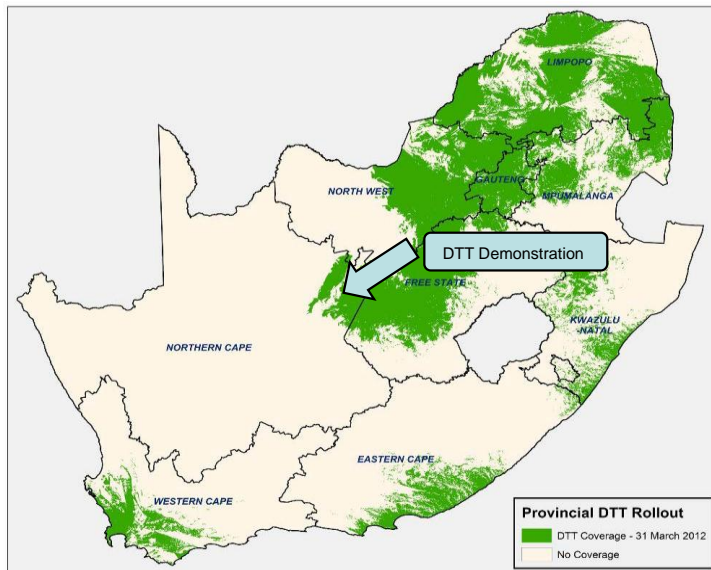 LIMPOPO
NORTH WEST
GAUTENG
MPUMALANGA
DTT Demonstration
FREE STATE
KWAZULU
NATAL
NORTHERN CAPE
EASTERN CAPE
WESTERN CAPE
Provincial DTT Rollout
DTT Coverage - 31 March 2012
No Coverage